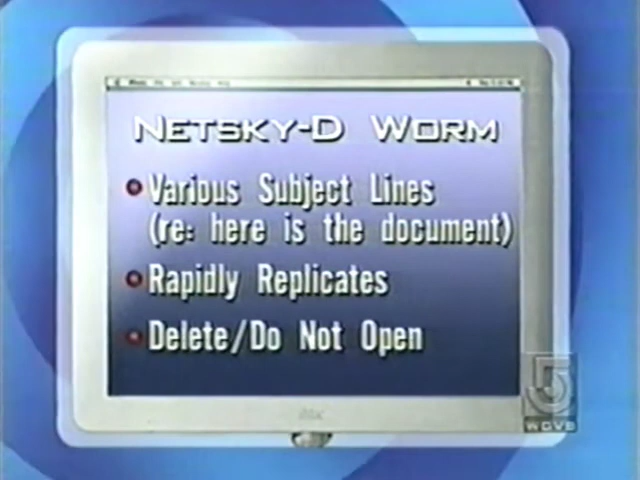 NETSKY-D WORM
Various Subject Lines
(re: here is the document)
Rapidly Replicates
Delete/Do Not Open
5
WCVB